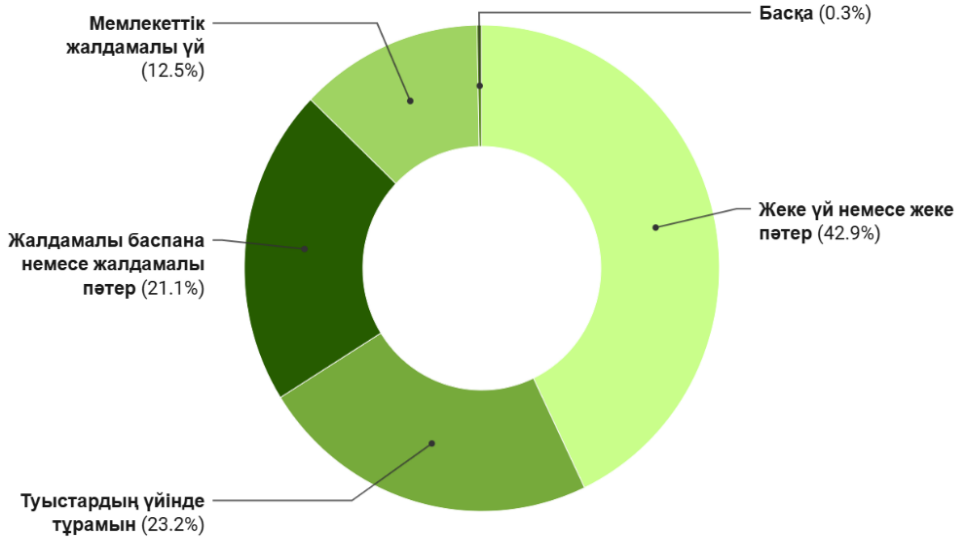 Мемлекеттік
жалдамалы үй
(12.5%)
Басқа (0.3%)
Жеке үй немесе жеке
пәтер (42.9%)
Жалдамалы баспана
немесе жалдамалы
пәтер (21.1%)
Туыстардың үйінде
тұрамын (23.2%)